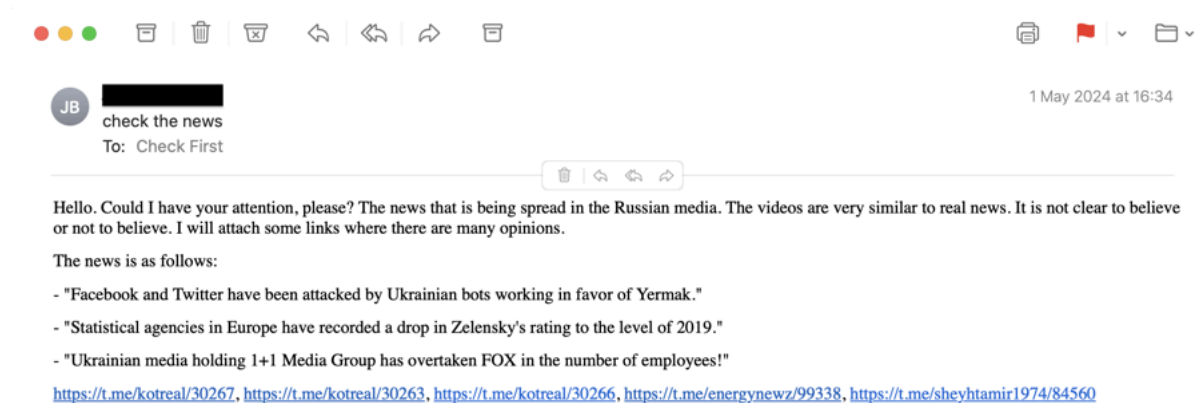 JB
1 May 2024 at 16:34
check the news
To: Check First
Hello. Could I have your attention, please? The news that is being spread in the Russian media. The videos are very similar to real news. It is not clear to believe
or not to believe. I will attach some links where there are many opinions.
The news is as follows:
- "Facebook and Twitter have been attacked by Ukrainian bots working in favor of Yermak."
- "Statistical agencies in Europe have recorded a drop in Zelensky's rating to the level of 2019."
- "Ukrainian media holding 1+1 Media Group has overtaken FOX in the number of employees!"
https://t.me/kotreal/30267, https://t.me/kotreal/30263, https://t.me/kotreal/30266, https://t.me/energynewz/99338, https://t.me/sheyhtamir1974/84560